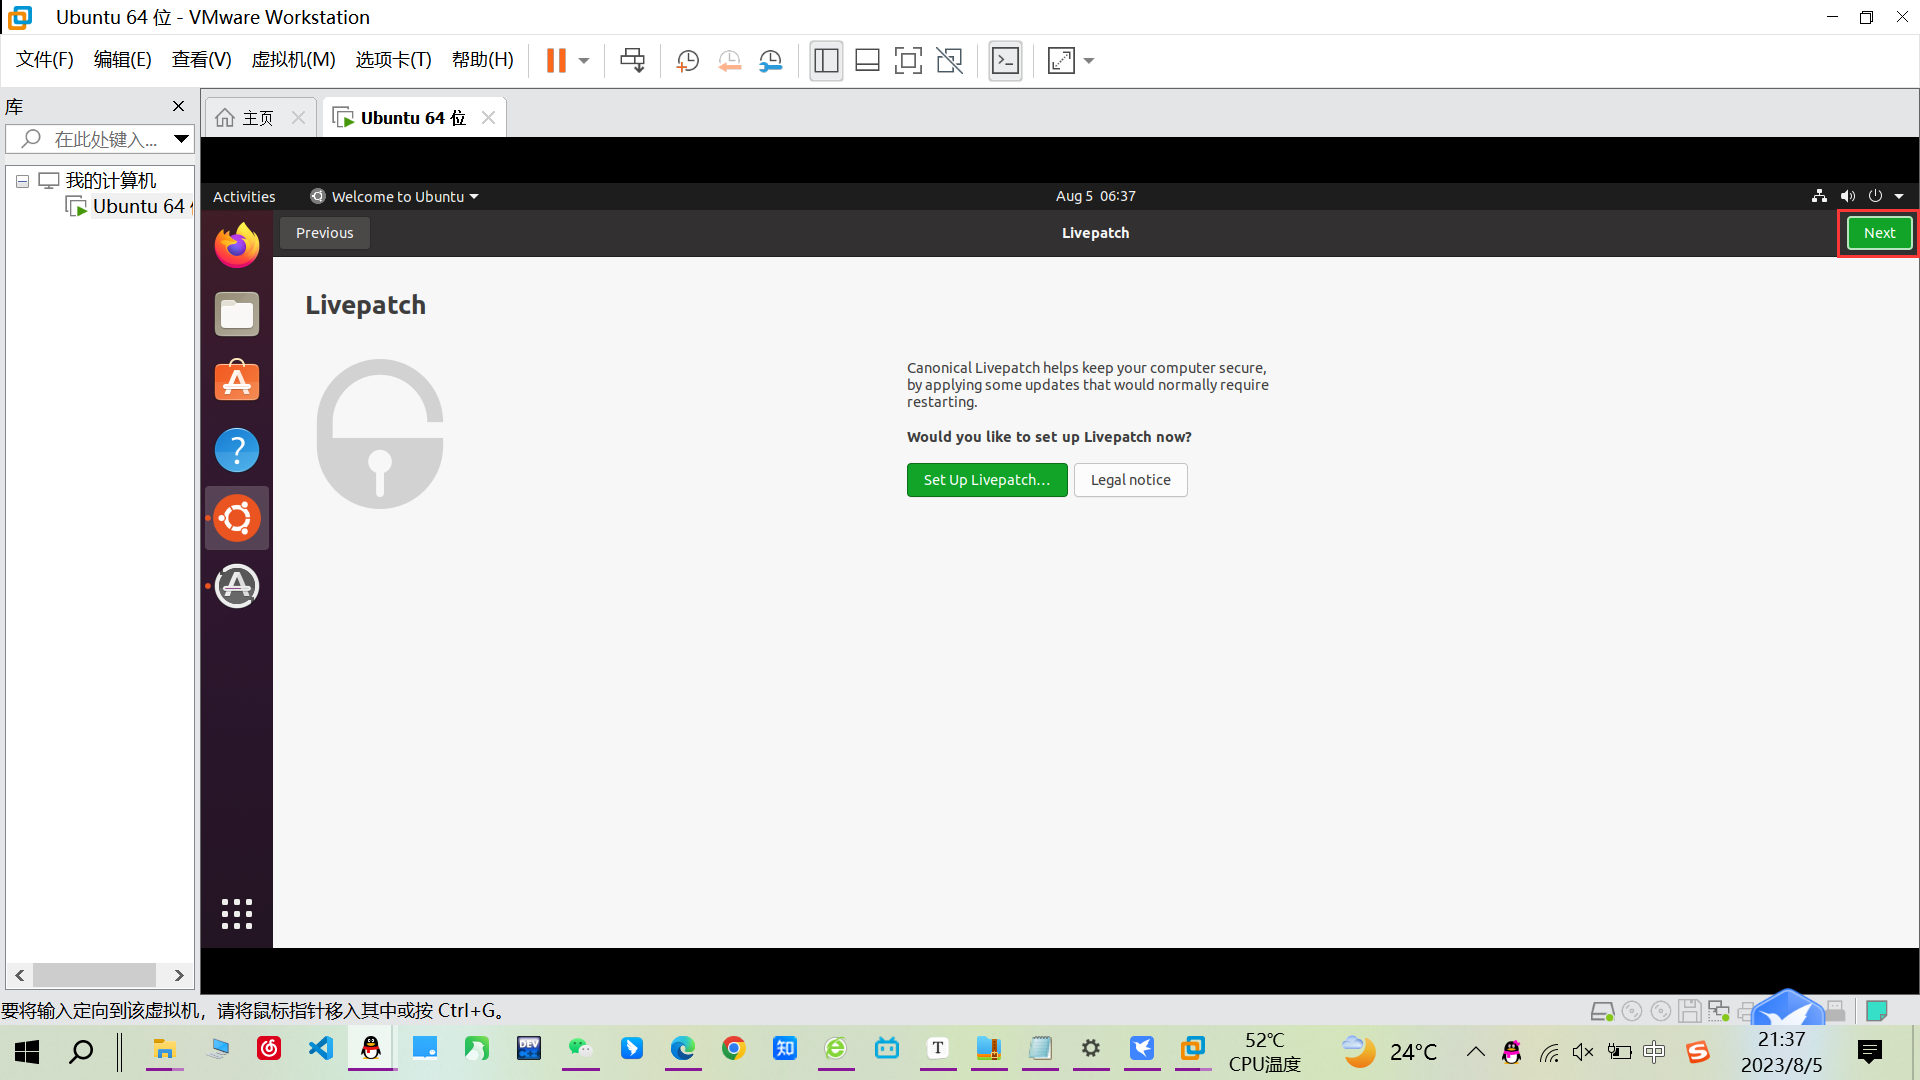 Ubuntu 64 位 - VMware Workstation
文件(F) 编辑(E) 查看(V) 虚拟机(M) 选项卡(T) 帮助(H)
库
主页
Ubuntu 64 位
在此处键入...
我的计算机
Ubuntu 64
Activities
Welcome to Ubuntu
Aug 5 06:37
Previous
Livepatch
Next
Livepatch
Canonical Livepatch helps keep your computer secure,
by applying some updates that would normally require
restarting.
Would you like to set up Livepatch now?
Set Up Livepatch...
Legal notice
要将输入定向到该虚拟机，请将鼠标指针移入其中或按 Ctrl+G。
DEV
知
T
52℃
CPU温度
24°C
中
S
21:37
2023/8/5